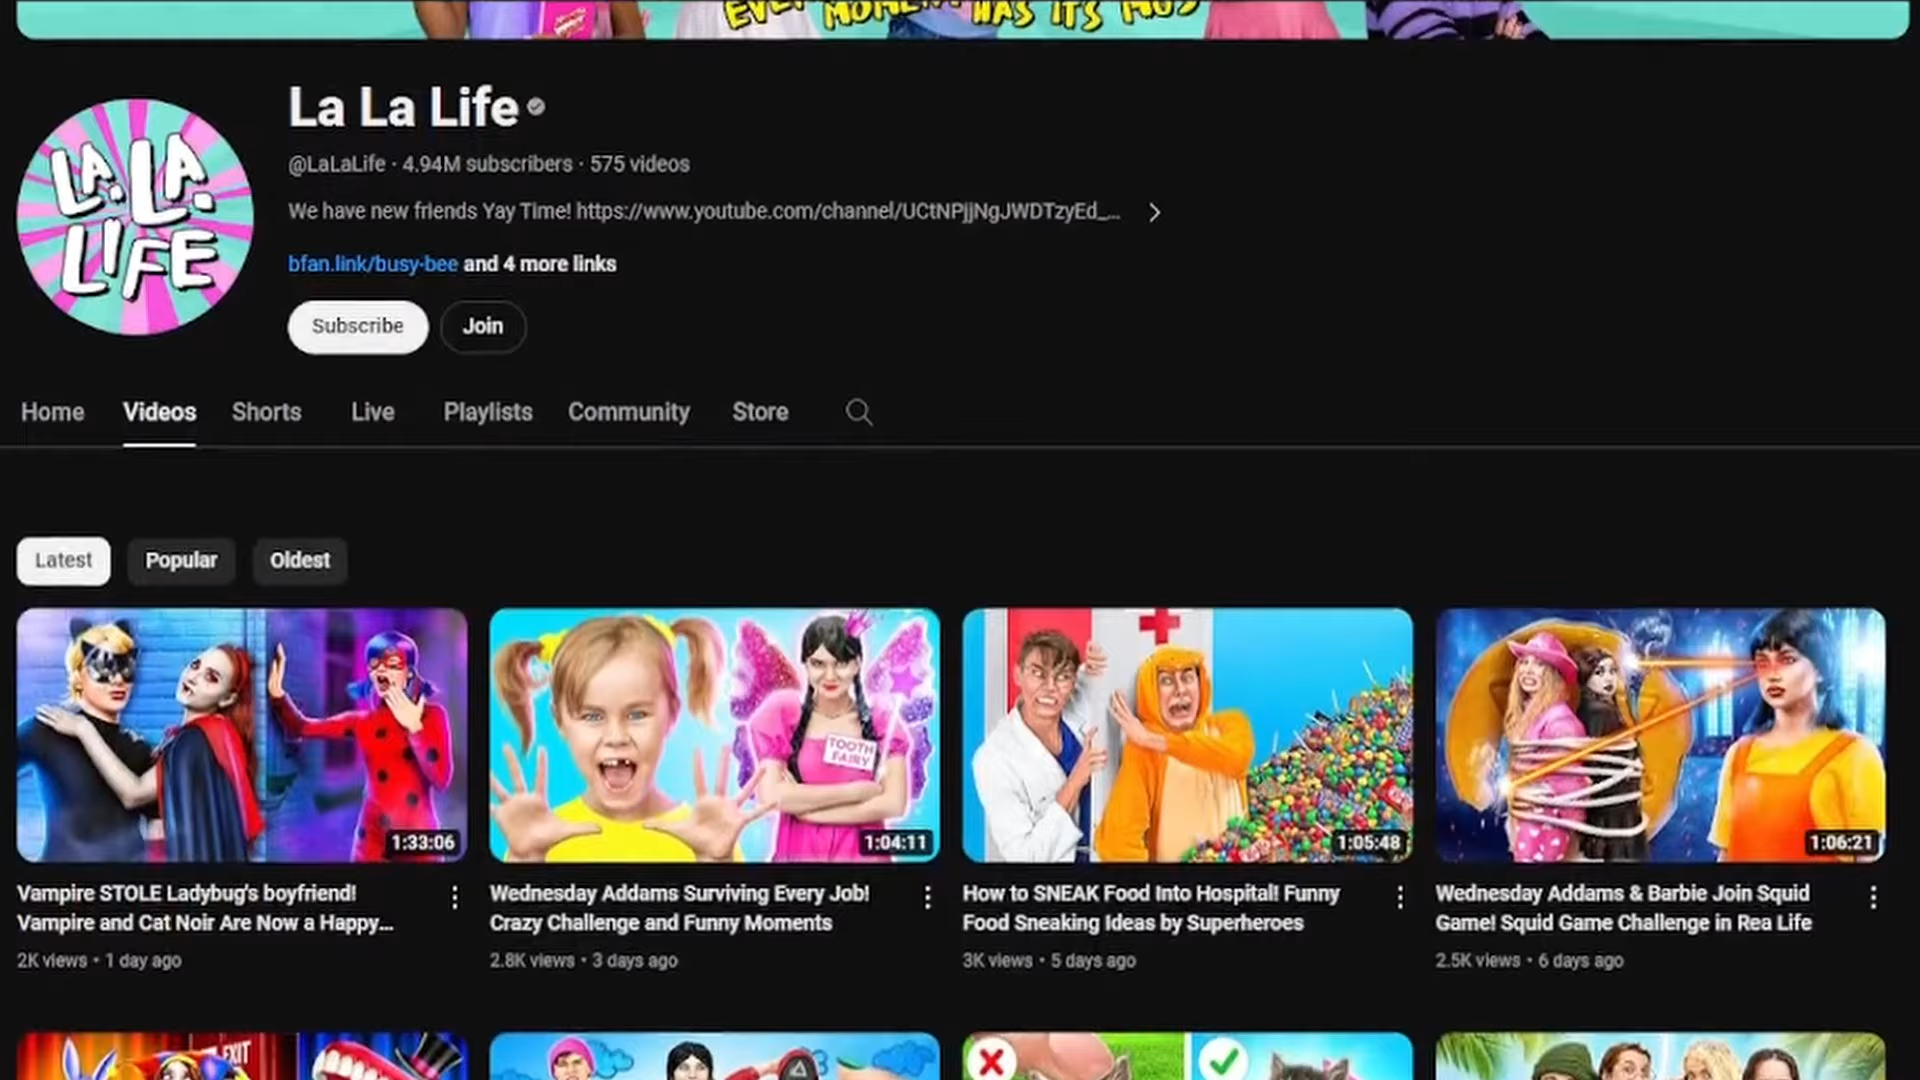 MOMENT HAS ITS
LA.LA.
LIFE
La La Life
@LaLaLife · 4.94M subscribers · 575 videos
We have new friends Yay Time! https://www.youtube.com/channel/UCtNPjjNgJWDTzyEd_...
bfan.link/busy-bee and 4 more links
Subscribe Join
Home Videos Shorts Live Playlists Community Store
Latest Popular Oldest
TOOTH
FAIRY
1:33:06 1:04:11 1:05:48 1:06:21
Vampire STOLE Ladybug's boyfriend!
Vampire and Cat Noir Are Now a Happy...
2K views • 1 day ago
Wednesday Addams Surviving Every Job!
Crazy Challenge and Funny Moments
2.8K views • 3 days ago
How to SNEAK Food Into Hospital! Funny
Food Sneaking Ideas by Superheroes
3K views • 5 days ago
Wednesday Addams & Barbie Join Squid
Game! Squid Game Challenge in Rea Life
2.5K views • 6 days ago
EXIT